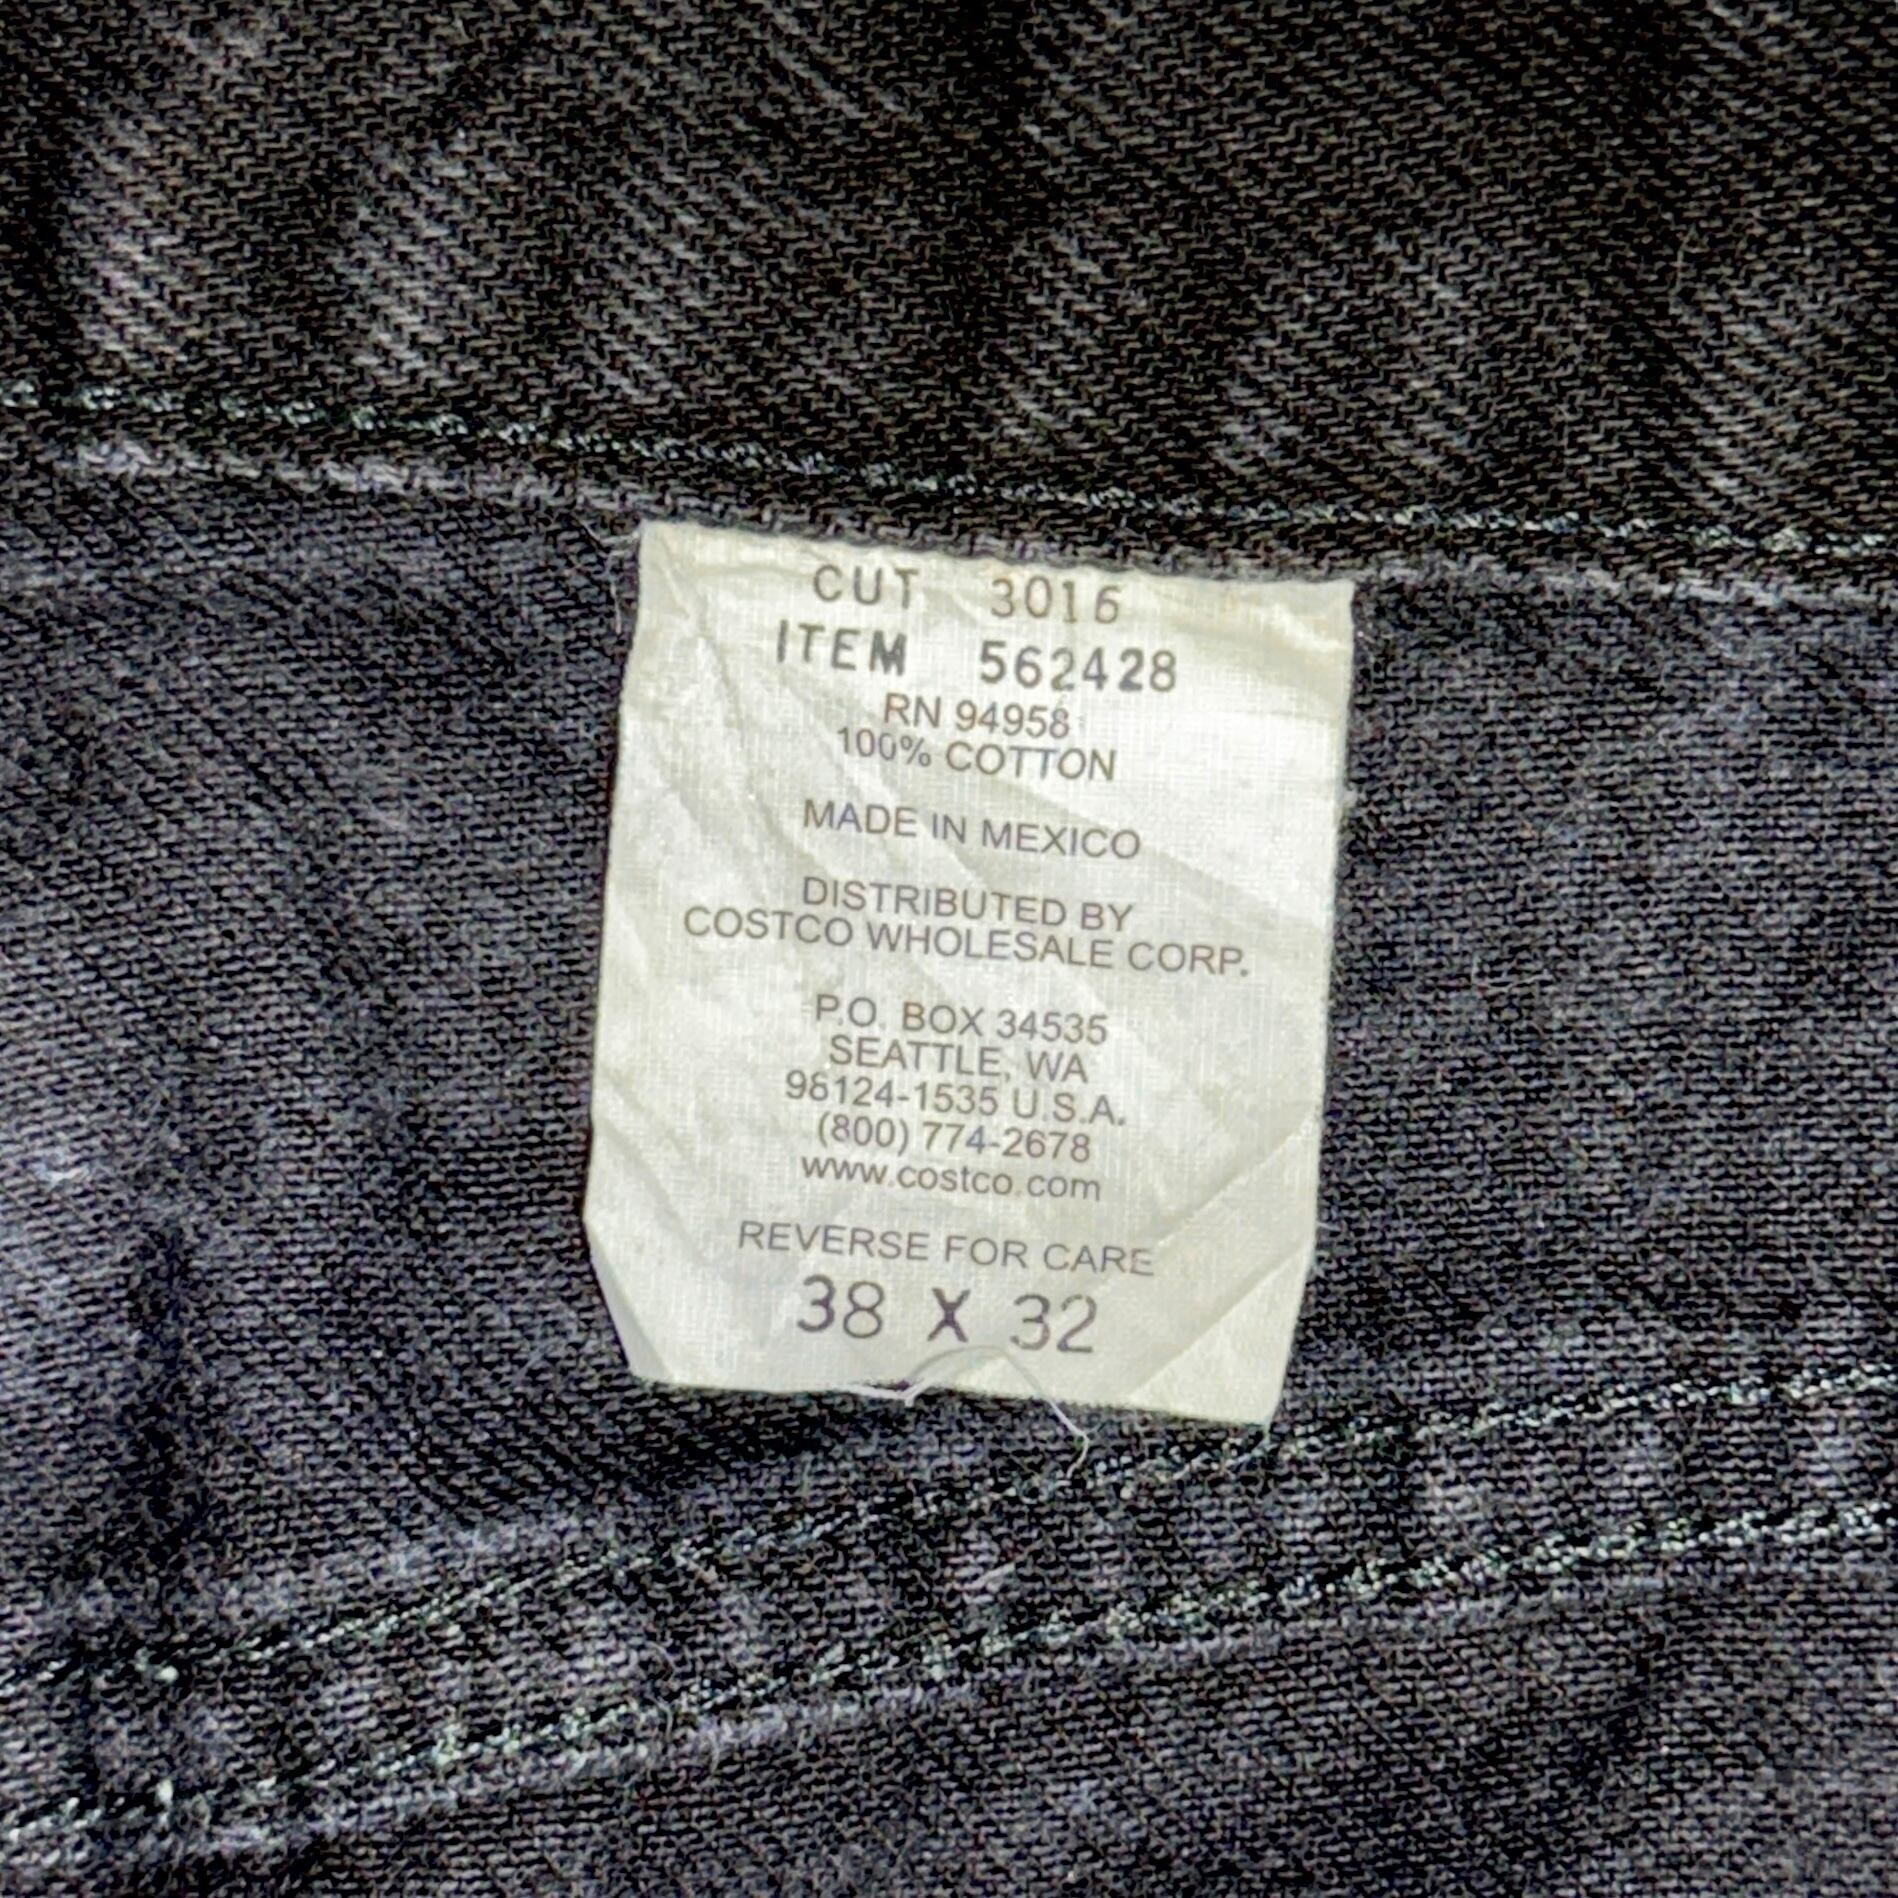 CUT 3016
ITEM 562428
RN 94958
100% COTTON
MADE IN MEXICO
DISTRIBUTED BY
COSTCO WHOLESALE CORP.
P.O. BOX 34535
SEATTLE, WA
98124-1535 U.S.A.
(800) 774-2678
www.costco.com
REVERSE FOR CARE
38 X 32